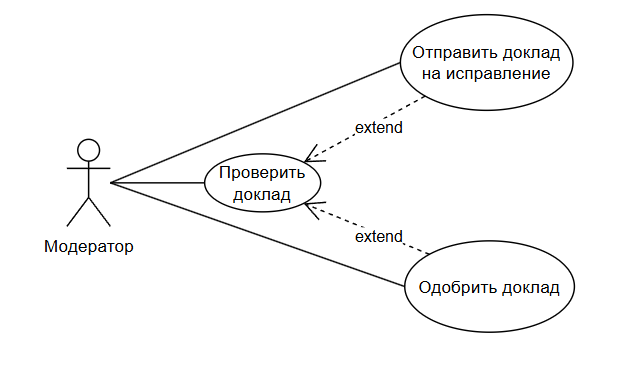 Отправить доклад
на исправление
extend
Проверить
доклад
Модератор
extend
Одобрить доклад